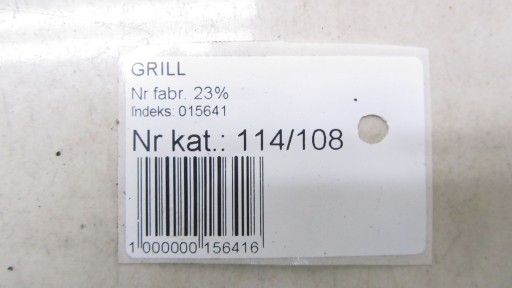 GRILL
Nr fabr. 23%
Indeks: 015641
Nr kat.: 114/108
1 000000 156416